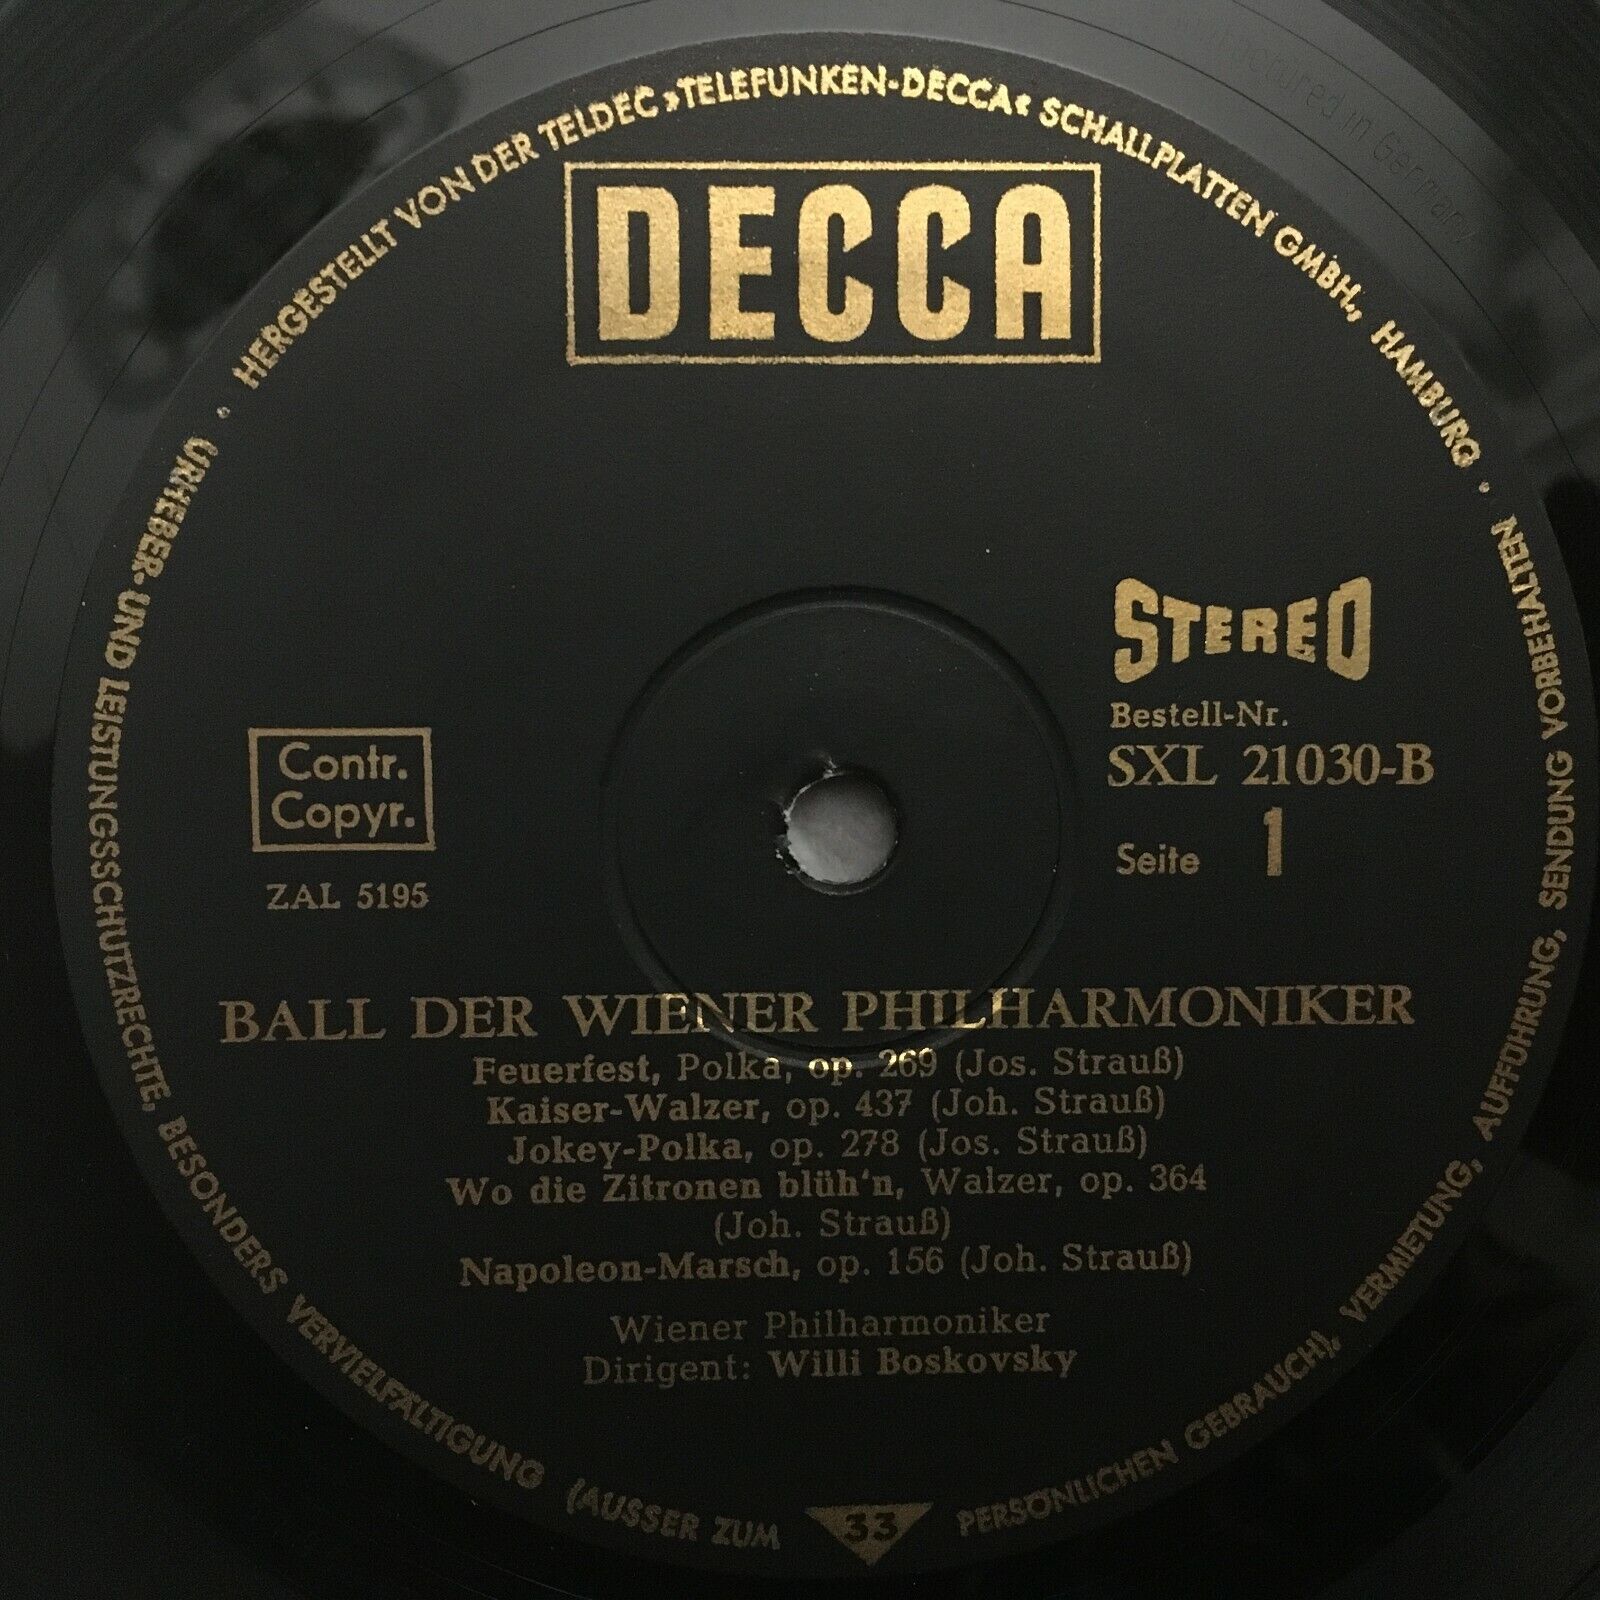 HERGESTELLT VON DER TELDEC »TELEFUNKEN-DECCA« SCHALLPLATTEN GMBH., HAMBURG ·
URHEBER- UND LEISTUNGSSCHUTZRECHTE, BESONDERS VERVIELFÄLTIGUNG (AUSSER ZUM PERSÖNLICHEN GEBRAUCH), VERMIETUNG, AUFFÜHRUNG, SENDUNG VORBEHALTEN ·
Manufactured in Germany
DECCA
STEREO
Bestell-Nr.
SXL 21030-B
Seite 1
Contr.
Copyr.
ZAL 5195
BALL DER WIENER PHILHARMONIKER
Feuerfest, Polka, op. 269 (Jos. Strauß)
Kaiser-Walzer, op. 437 (Joh. Strauß)
Jokey-Polka, op. 278 (Jos. Strauß)
Wo die Zitronen blüh'n, Walzer, op. 364
(Joh. Strauß)
Napoleon-Marsch, op. 156 (Joh. Strauß)
Wiener Philharmoniker
Dirigent: Willi Boskovsky
33